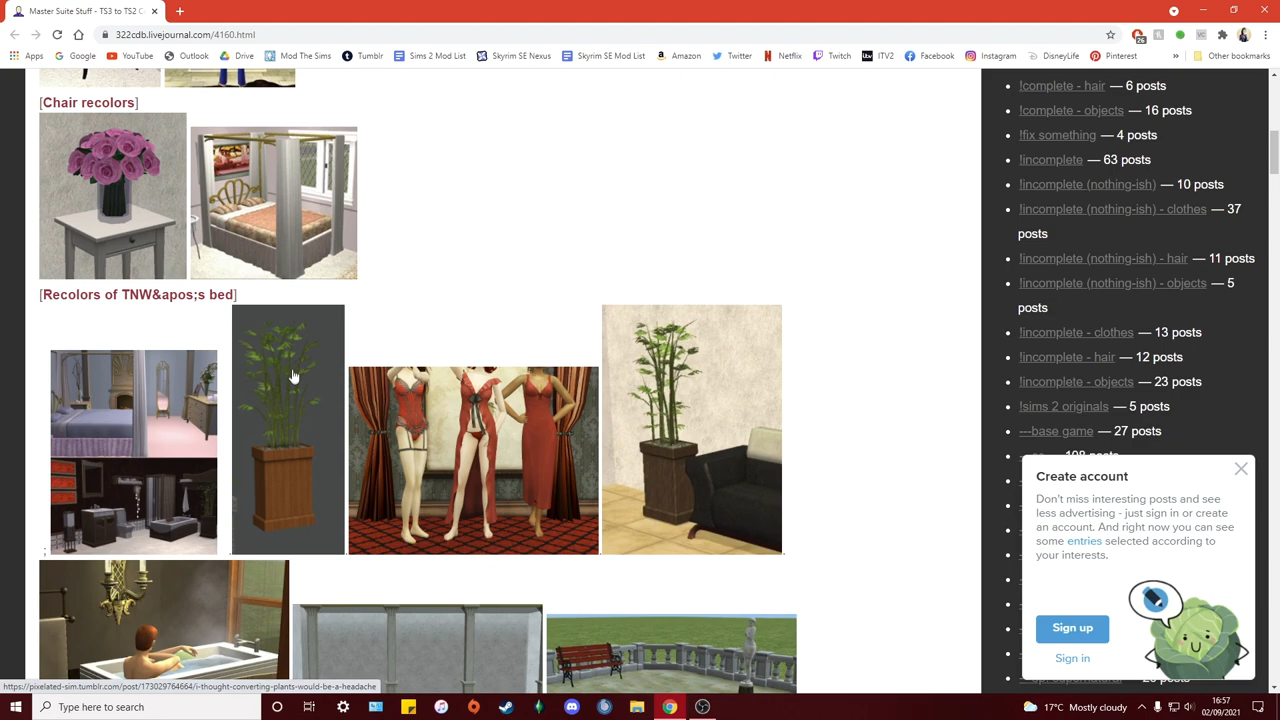 Master Suite Stuff - TS3 to TS2 C
322cdb.livejournal.com/4160.html
26
Apps
Google
YouTube
Outlook
Drive
Mod The Sims
Tumblr
Sims 2 Mod List
Skyrim SE Nexus
Skyrim SE Mod List
Amazon
Twitter
Netflix
Twitch
ITV2
Facebook
Instagram
DisneyLife
Pinterest
»
Other bookmarks
[Chair recolors]
[Recolors of TNW&apos;s bed]
;
!complete - hair — 6 posts
!complete - objects — 16 posts
!fix something — 4 posts
!incomplete — 63 posts
!incomplete (nothing-ish) — 10 posts
!incomplete (nothing-ish) - clothes — 37
posts
!incomplete (nothing-ish) - hair — 11 posts
!incomplete (nothing-ish) - objects — 5
posts
!incomplete - clothes — 13 posts
!incomplete - hair — 12 posts
!incomplete - objects — 23 posts
!sims 2 originals — 5 posts
---base game — 27 posts
Create account
Don't miss interesting posts and see
less advertising - just sign in or create
an account. And right now you can see
some entries selected according to
your interests.
Sign up
Sign in
https://pixelated-sim.tumblr.com/post/173029764664/i-thought-converting-plants-would-be-a-headache
Type here to search
17°C Mostly cloudy
16:57
02/09/2021